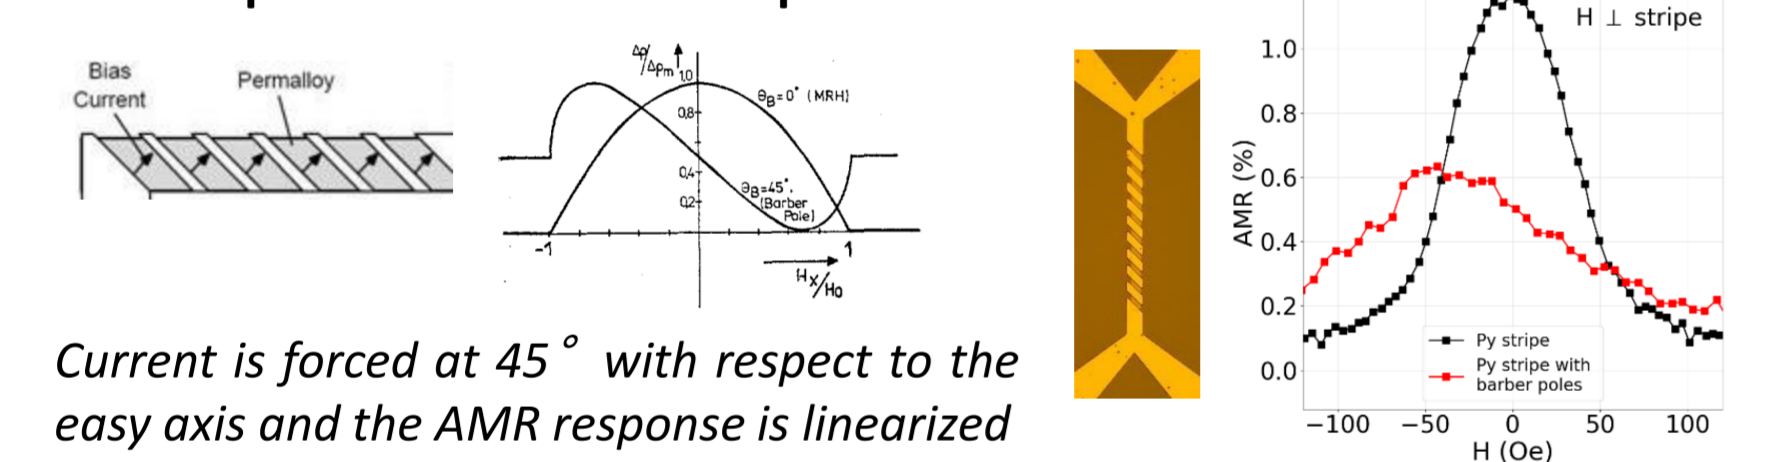 Bias
Current
Permalloy
Δρ/Δρm
1,0
0,8
0,4
0,2
-1
1
Hx/Ho
ΘB=0° (MRH)
ΘB=45°.
(Barber
Pole)
H ⊥ stripe
AMR (%)
1.0
0.8
0.6
0.4
0.2
0.0
Py stripe
Py stripe with
barber poles
−100 −50 0 50 100
H (Oe)
Current is forced at 45° with respect to the
easy axis and the AMR response is linearized